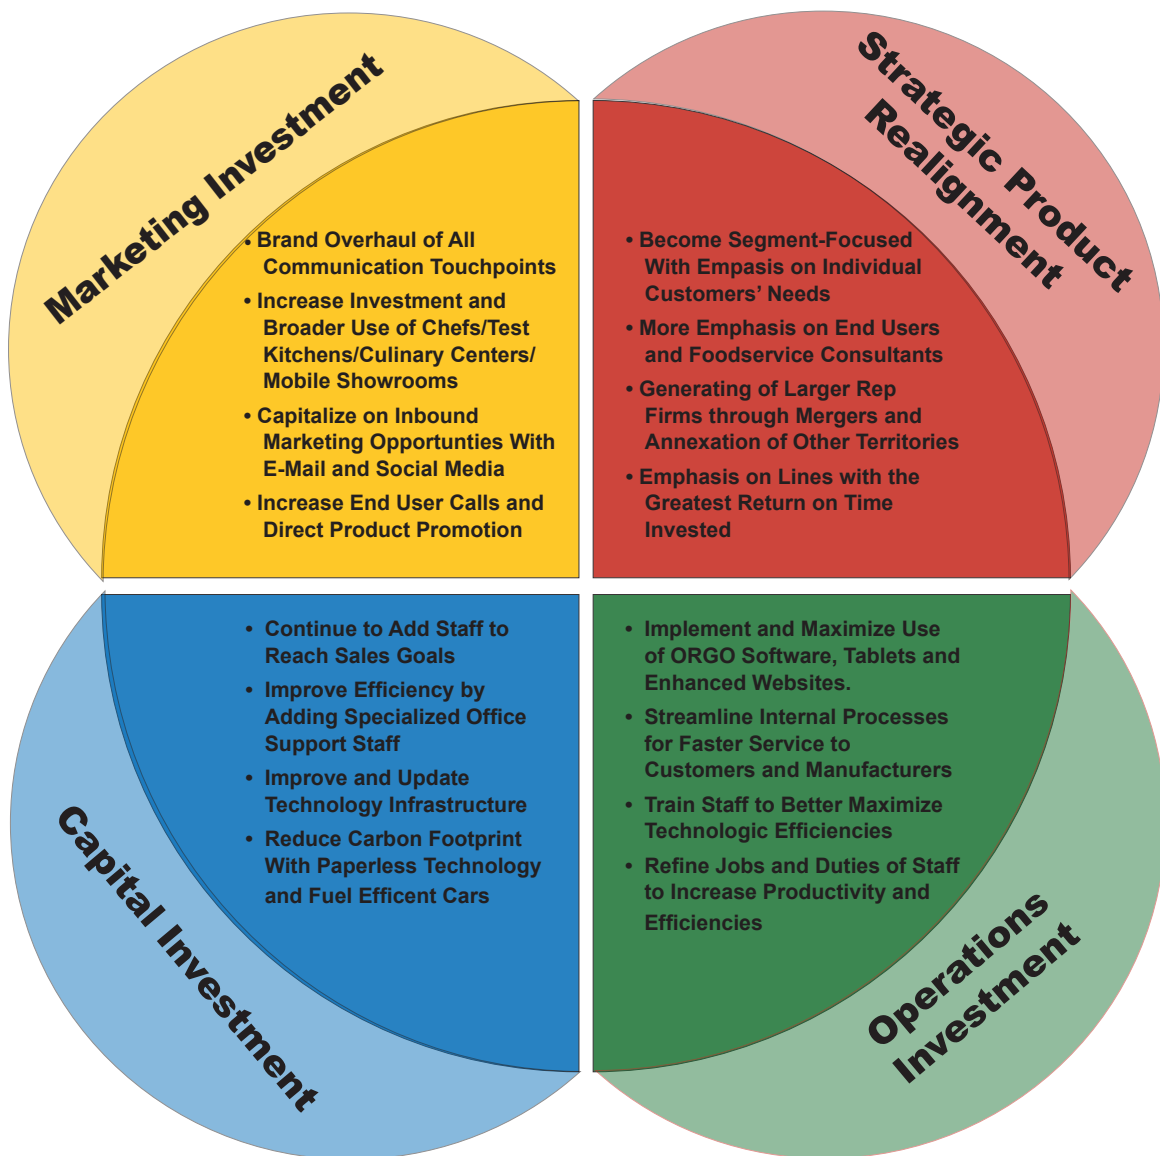 Marketing Investment
• Brand Overhaul of All
Communication Touchpoints
• Increase Investment and
Broader Use of Chefs/Test
Kitchens/Culinary Centers/
Mobile Showrooms
• Capitalize on Inbound
Marketing Opportunties With
E-Mail and Social Media
• Increase End User Calls and
Direct Product Promotion
Strategic Product
Realignment
• Become Segment-Focused
With Empasis on Individual
Customers’ Needs
• More Emphasis on End Users
and Foodservice Consultants
• Generating of Larger Rep
Firms through Mergers and
Annexation of Other Territories
• Emphasis on Lines with the
Greatest Return on Time
Invested
Capital Investment
• Continue to Add Staff to
Reach Sales Goals
• Improve Efficiency by
Adding Specialized Office
Support Staff
• Improve and Update
Technology Infrastructure
• Reduce Carbon Footprint
With Paperless Technology
and Fuel Efficent Cars
Operations
Investment
• Implement and Maximize Use
of ORGO Software, Tablets and
Enhanced Websites.
• Streamline Internal Processes
for Faster Service to
Customers and Manufacturers
• Train Staff to Better Maximize
Technologic Efficiencies
• Refine Jobs and Duties of Staff
to Increase Productivity and
Efficiencies